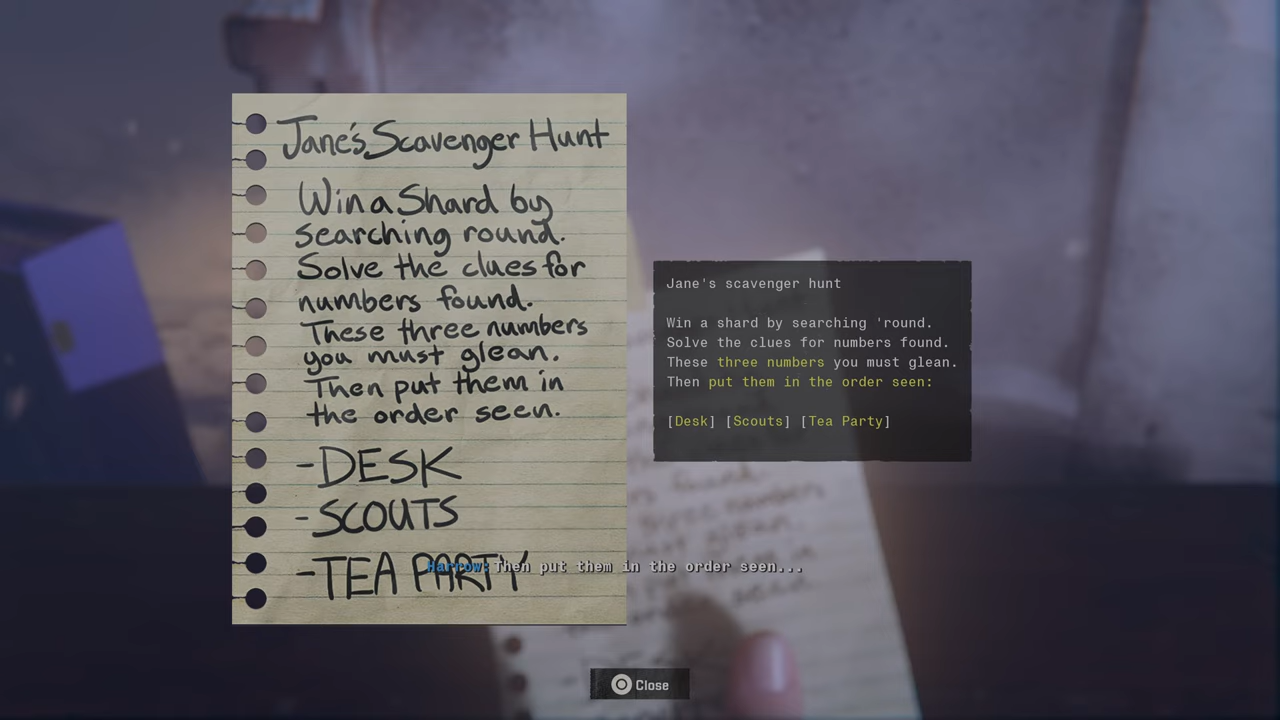 Jane's Scavenger Hunt
Win a Shard by
searching round.
Solve the clues for
numbers found.
These three numbers
you must glean.
Then put them in
the order seen.
-DESK
-SCOUTS
-TEA PARTY
Jane's scavenger hunt
Win a shard by searching 'round.
Solve the clues for numbers found.
These three numbers you must glean.
Then put them in the order seen:
[Desk] [Scouts] [Tea Party]
Harrow: Then put them in the order seen...
Close